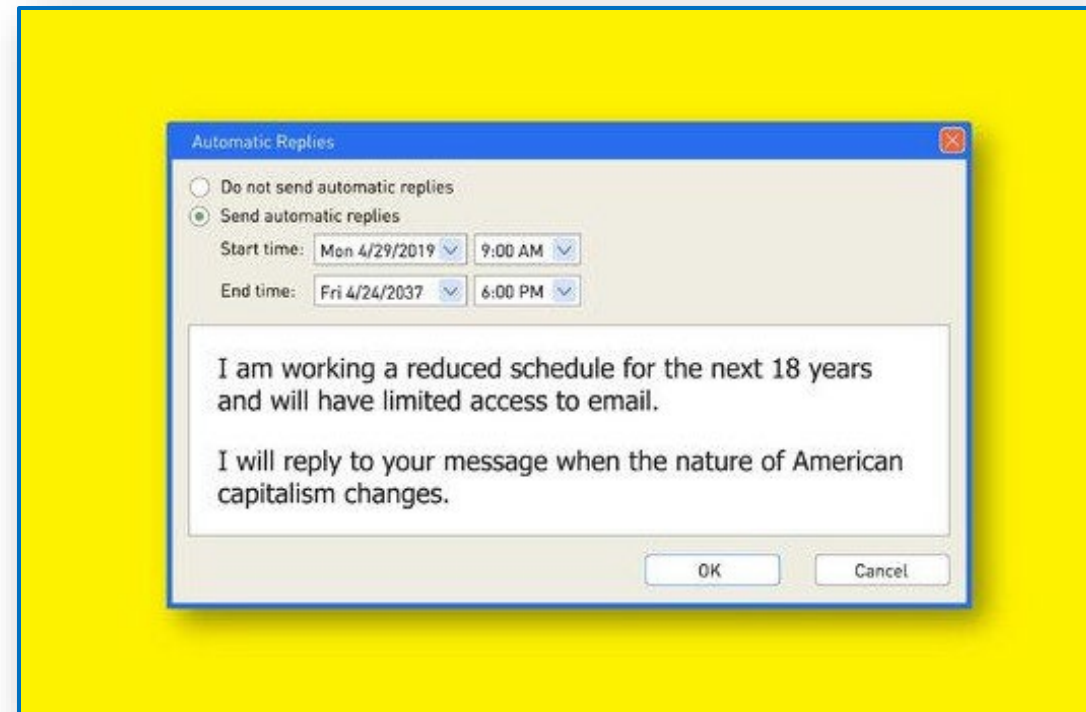 Automatic Replies
Do not send automatic replies
Send automatic replies
Start time: Mon 4/29/2019 9:00 AM
End time: Fri 4/24/2037 6:00 PM
I am working a reduced schedule for the next 18 years
and will have limited access to email.
I will reply to your message when the nature of American
capitalism changes.
OK Cancel